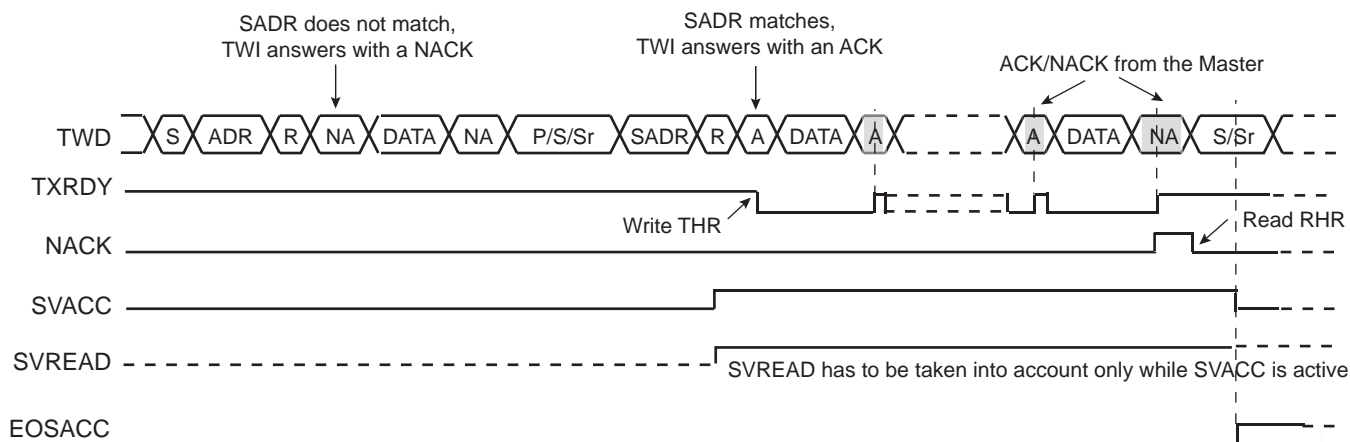 SADR does not match,
TWI answers with a NACK
SADR matches,
TWI answers with an ACK
ACK/NACK from the Master
TWD S ADR R NA DATA NA P/S/Sr SADR R A DATA A A DATA NA S/Sr
TXRDY
Write THR
Read RHR
NACK
SVACC
SVREAD
SVREAD has to be taken into account only while SVACC is active
EOSACC